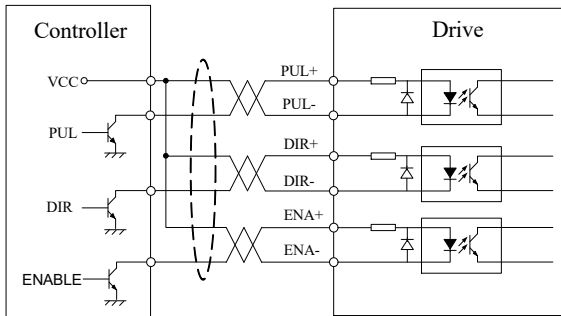 Controller
Drive
VCC
PUL+
PUL-
PUL
DIR+
DIR-
DIR
ENA+
ENA-
ENABLE